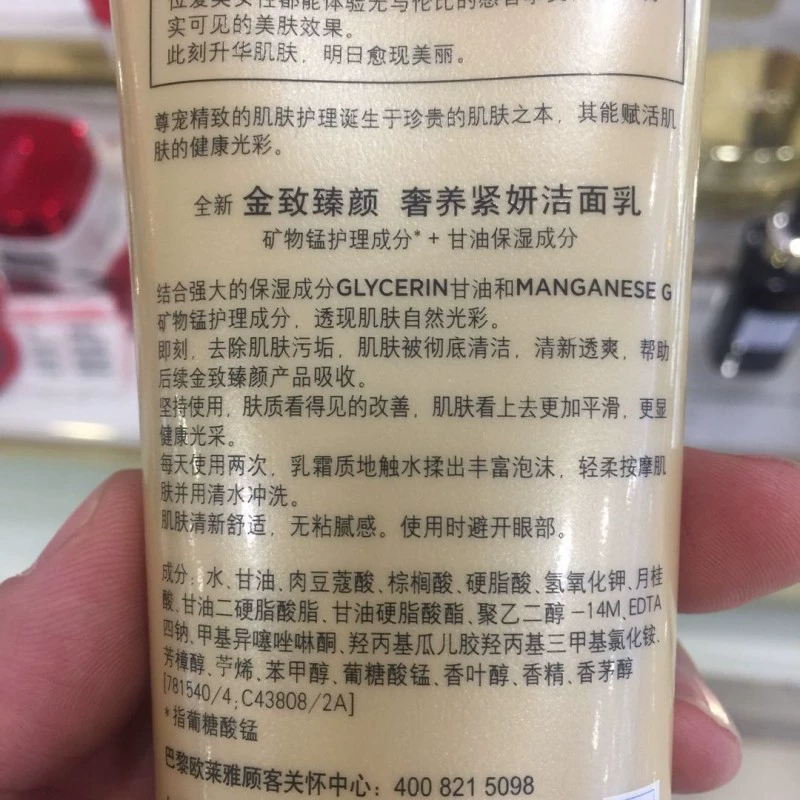 实可见的美肤效果。
此刻升华肌肤，明日愈现美丽。
尊宠精致的肌肤护理诞生于珍贵的肌肤之本，其能赋活肌
肤的健康光彩。
全新 金致臻颜 奢养紧妍洁面乳
矿物锰护理成分*+甘油保湿成分
结合强大的保湿成分GLYCERIN甘油和MANGANESE G
矿物锰护理成分，透现肌肤自然光彩。
即刻，去除肌肤污垢，肌肤被彻底清洁，清新透爽，帮助
后续金致臻颜产品吸收。
坚持使用，肤质看得见的改善，肌肤看上去更加平滑，更显
健康光采。
每天使用两次，乳霜质地触水揉出丰富泡沫，轻柔按摩肌
肤并用清水冲洗。
肌肤清新舒适，无粘腻感。使用时避开眼部。
成分：水、甘油、肉豆蔻酸、棕榈酸、硬脂酸、氢氧化钾、月桂
酸、甘油二硬脂酸脂、甘油硬脂酸酯、聚乙二醇-14M、EDTA
四钠、甲基异噻唑啉酮、羟丙基瓜儿胶羟丙基三甲基氯化铵、
芳樟醇、苧烯、苯甲醇、葡糖酸锰、香叶醇、香精、香茅醇
[781540/4;C43808/2A]
*指葡糖酸锰
巴黎欧莱雅顾客关怀中心：400 821 5098